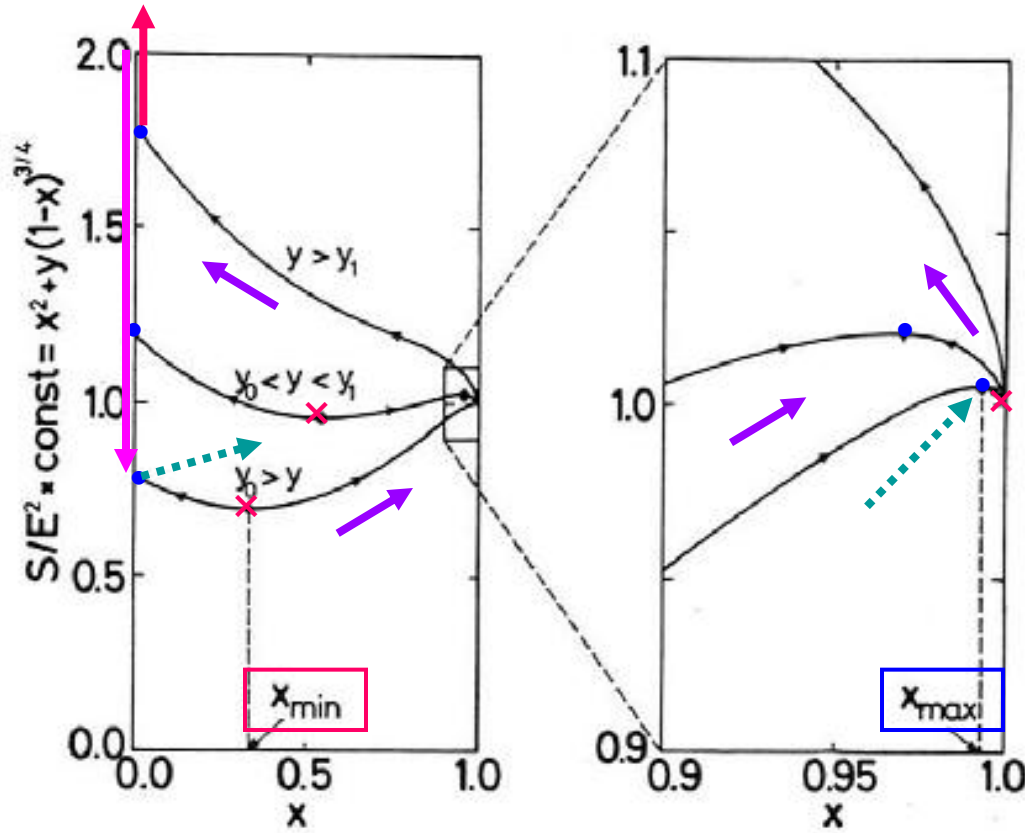 S/E² * const = x² + y(1-x)^3/4
2.0
1.5
1.0
0.5
0.0
y > y₁
y₀ < y < y₁
y₀ > y
x_min
0.0 0.5 1.0
x
1.1
1.0
0.9
x_max
0.9 0.95 1.0
x